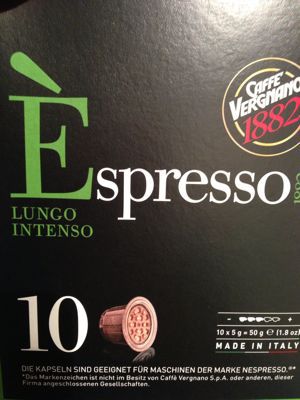 CAFFÈ
VERGNANO
1882
Èspresso
1882
LUNGO
INTENSO
10
- +
10 x 5 g = 50 g (1.8 oz)
MADE IN ITALY
DIE KAPSELN SIND GEEIGNET FÜR MASCHINEN DER MARKE NESPRESSO.®*
*Das Markenzeichen ist nicht im Besitz von Caffè Vergnano S.p.A. oder anderen, dieser
Firma angeschlossenen Gesellschaften.